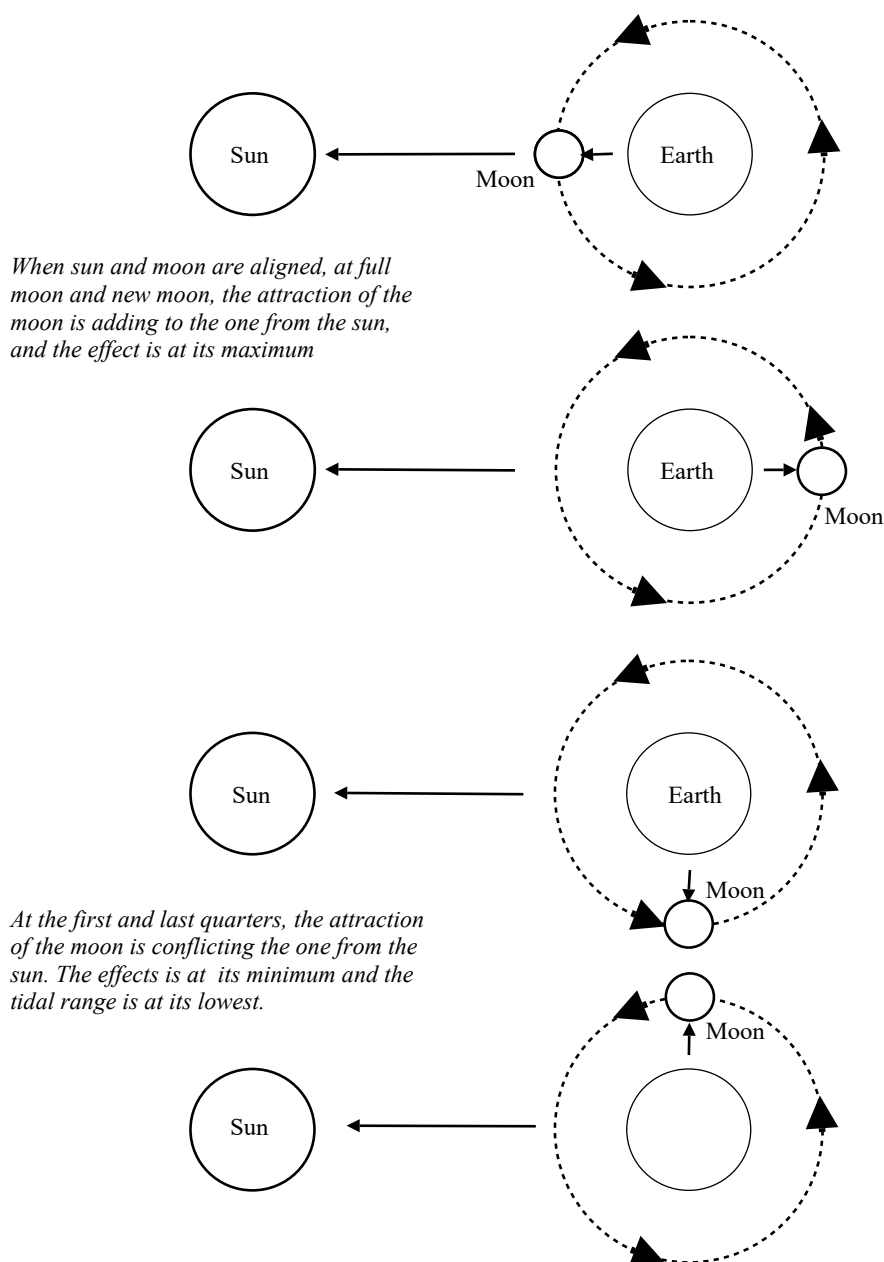 Sun
Earth
Moon
When sun and moon are aligned, at full
moon and new moon, the attraction of the
moon is adding to the one from the sun,
and the effect is at its maximum
Sun
Earth
Moon
Sun
Earth
Moon
At the first and last quarters, the attraction
of the moon is conflicting the one from the
sun. The effects is at  its minimum and the
tidal range is at its lowest.
Moon
Sun